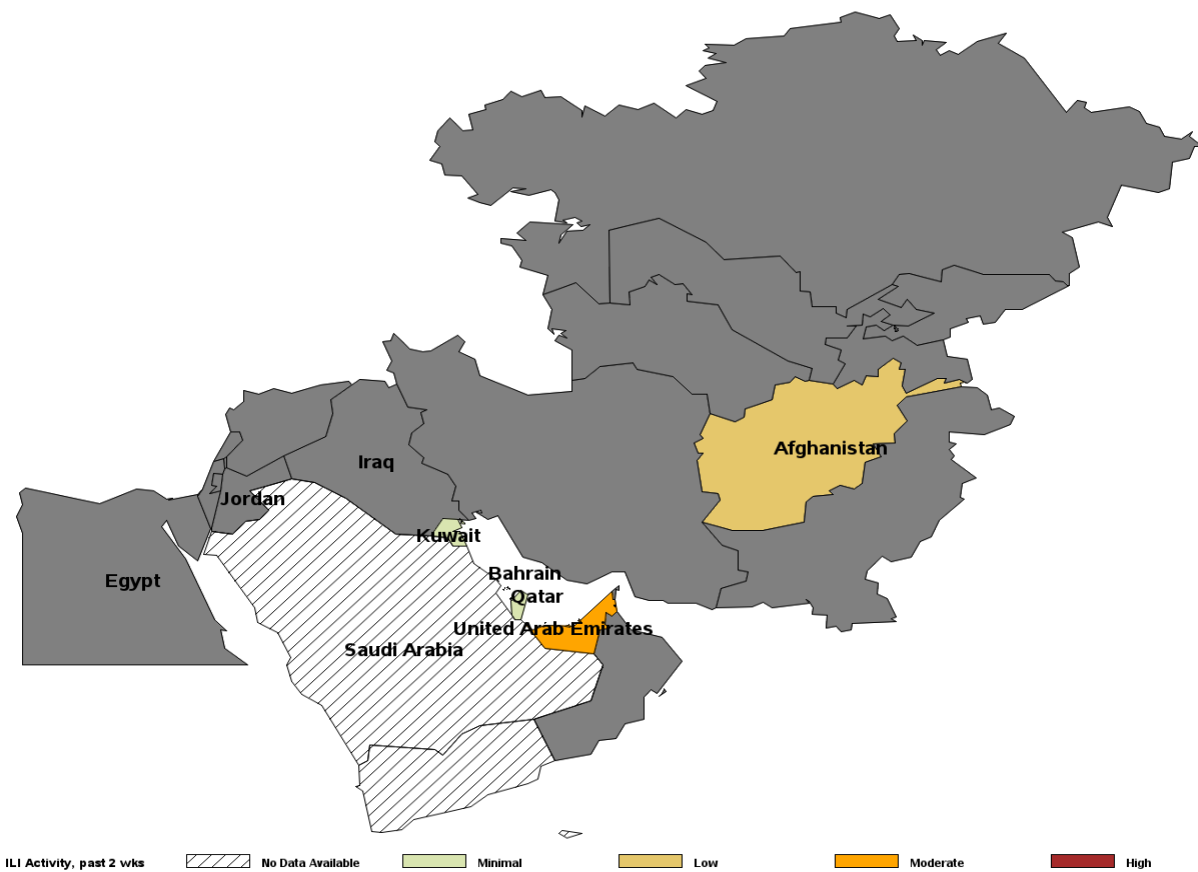 Afghanistan
Iraq
Jordan
Kuwait
Bahrain
Egypt
Qatar
United Arab Emirates
Saudi Arabia
ILI Activity, past 2 wks No Data Available Minimal Low Moderate High